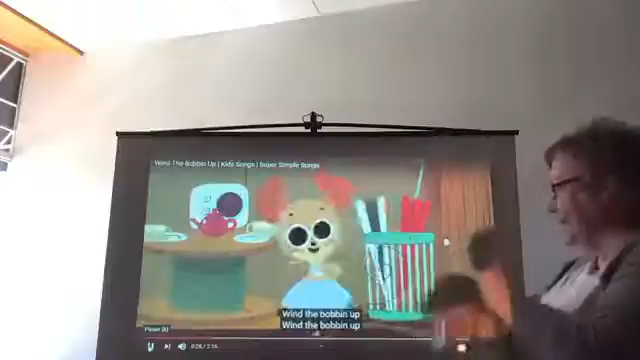 Wind The Bobbin Up | Kids Songs | Super Simple Songs
Wind the bobbin up
Wind the bobbin up